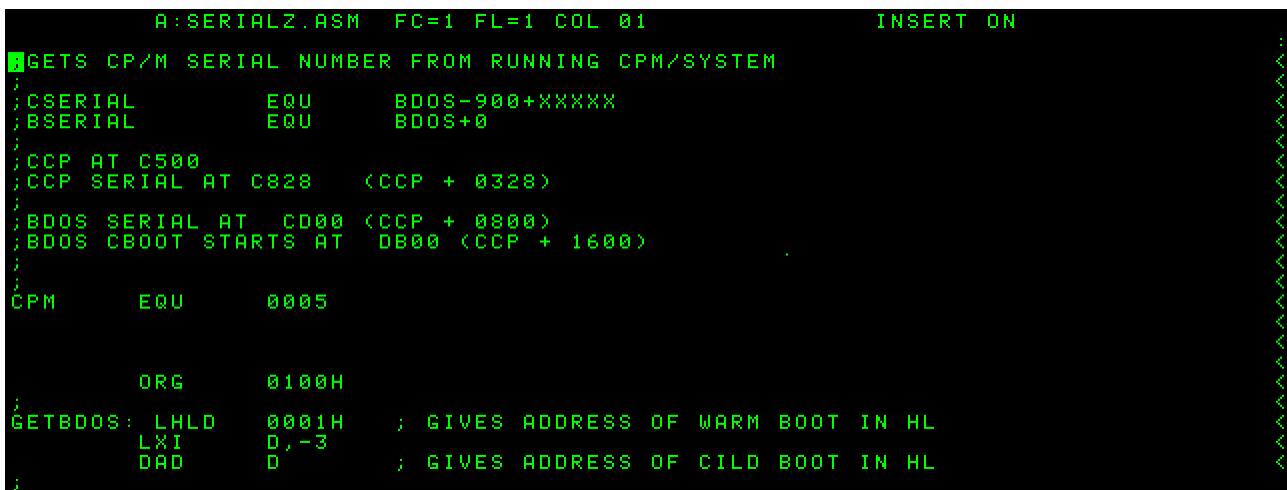 A:SERIALZ.ASM FC=1 FL=1 COL 01 INSERT ON
:
;GETS CP/M SERIAL NUMBER FROM RUNNING CPM/SYSTEM <
; <
;CSERIAL EQU BDOS-900+XXXXX <
;BSERIAL EQU BDOS+0 <
; <
;CCP AT C500 <
;CCP SERIAL AT C828 (CCP + 0328) <
; <
;BDOS SERIAL AT CD00 (CCP + 0800) <
;BDOS CBOOT STARTS AT DB00 (CCP + 1600) <
; <
; <
CPM EQU 0005 <
<
<
<
ORG 0100H <
; <
GETBDOS: LHLD 0001H ; GIVES ADDRESS OF WARM BOOT IN HL <
LXI D,-3 <
DAD D ; GIVES ADDRESS OF CILD BOOT IN HL <
;